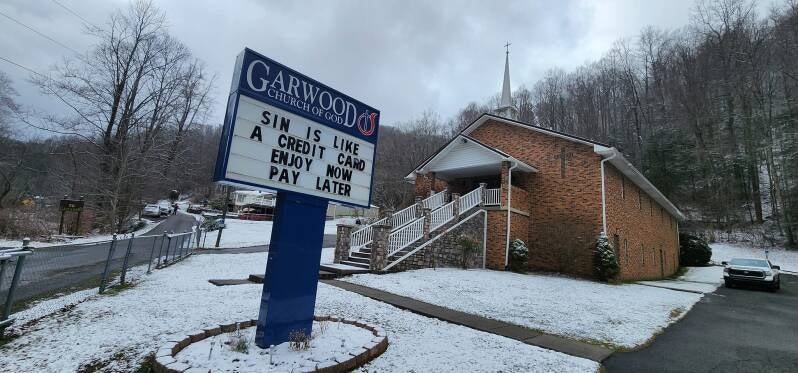 GARWOOD
CHURCH OF GOD
SIN IS LIKE
A CREDIT CARD
ENJOY NOW
PAY LATER